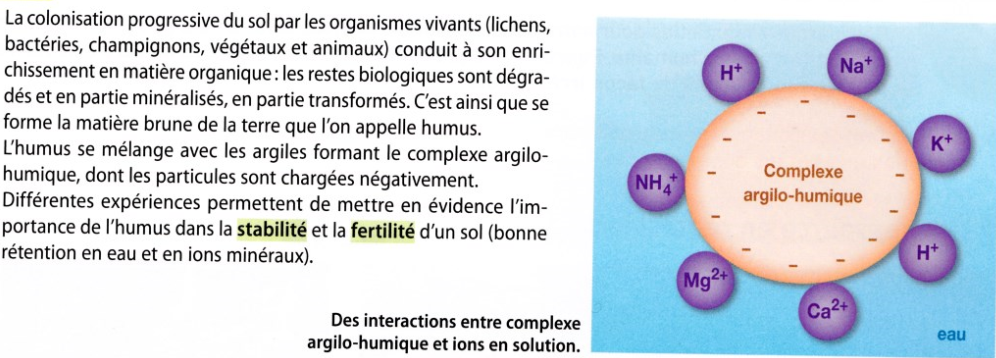 La colonisation progressive du sol par les organismes vivants (lichens,
bactéries, champignons, végétaux et animaux) conduit à son enri-
chissement en matière organique : les restes biologiques sont dégra-
dés et en partie minéralisés, en partie transformés. C'est ainsi que se
forme la matière brune de la terre que l'on appelle humus.
L'humus se mélange avec les argiles formant le complexe argilo-
humique, dont les particules sont chargées négativement.
Différentes expériences permettent de mettre en évidence l'im-
portance de l'humus dans la stabilité et la fertilité d'un sol (bonne
rétention en eau et en ions minéraux).
Des interactions entre complexe
argilo-humique et ions en solution.
H⁺
Na⁺
K⁺
NH₄⁺
Complexe
argilo-humique
H⁺
Mg²⁺
Ca²⁺
eau